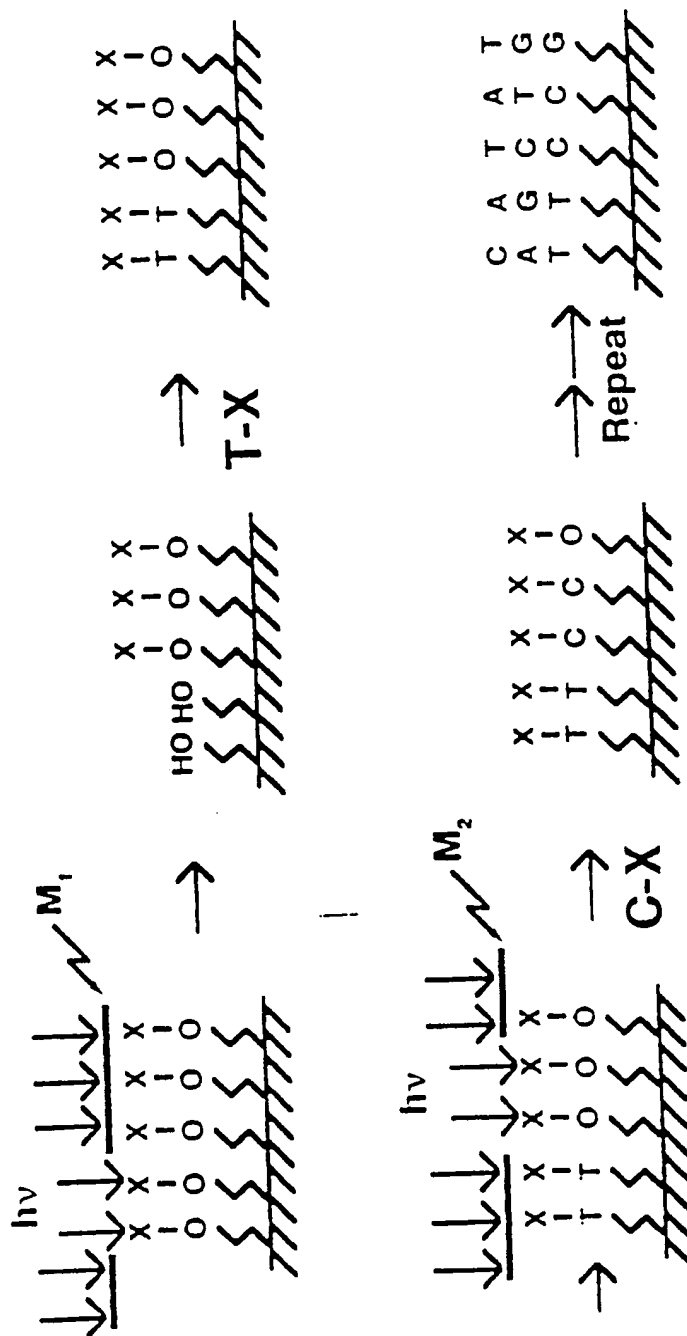 hν
M₁
X X X X X
O O O O O
X X X
HO HO O O O
T-X
X X X X X
T T O O O
hν
M₂
X X X X X
T T O O O
C-X
X X X X X
T T C C O
Repeat
C A T A T
A G C T G
T T C C G